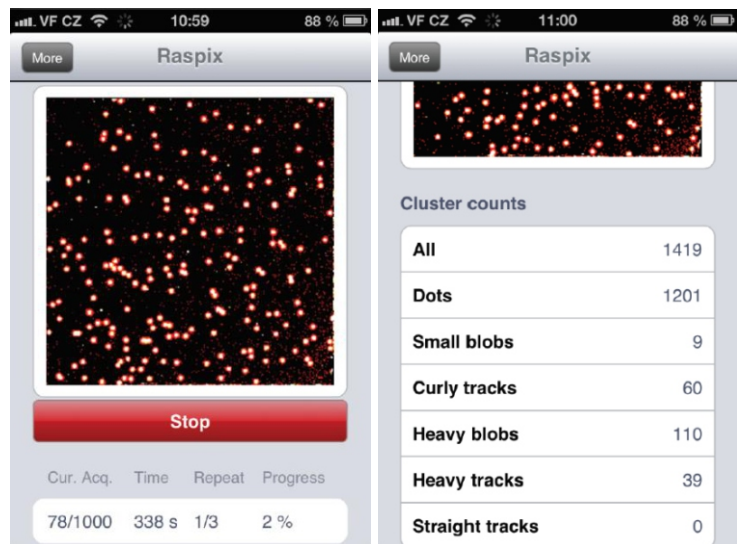 VF CZ 10:59 88 %
More Raspix
Stop
Cur. Acq. Time Repeat Progress
78/1000 338 s 1/3 2 %
VF CZ 11:00 88 %
More Raspix
Cluster counts
All 1419
Dots 1201
Small blobs 9
Curly tracks 60
Heavy blobs 110
Heavy tracks 39
Straight tracks 0